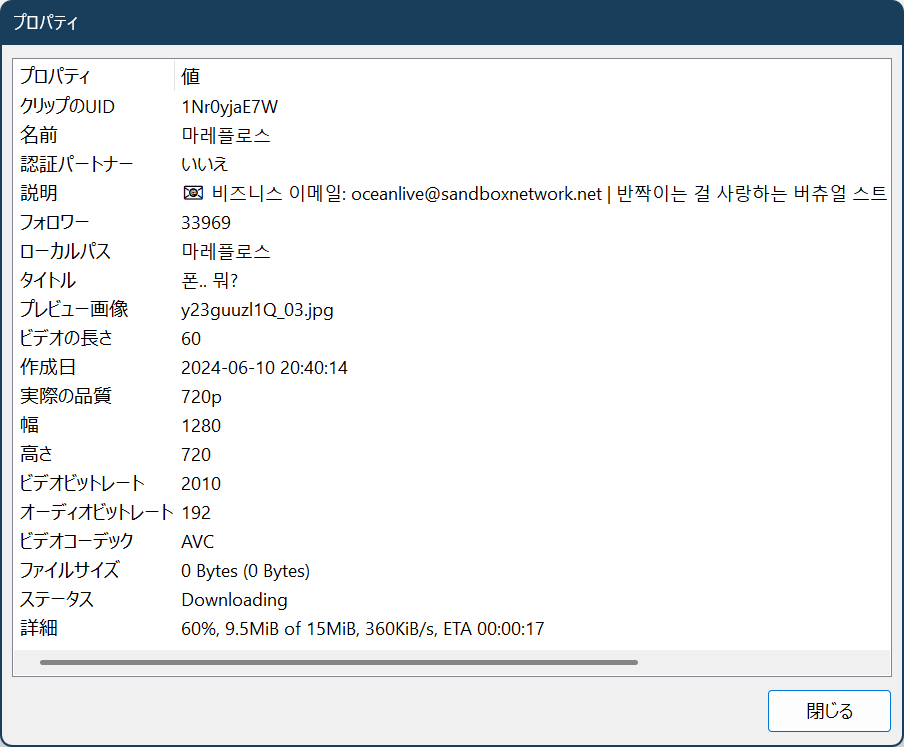 プロパティ
プロパティ 値
クリップのUID 1Nr0yjaE7W
名前 마레플로스
認証パートナー いいえ
説明 📧 비즈니스 이메일: oceanlive@sandboxnetwork.net | 반짝이는 걸 사랑하는 버츄얼 스트
フォロワー 33969
ローカルパス 마레플로스
タイトル 폰.. 뭐?
プレビュー画像 y23guuzl1Q_03.jpg
ビデオの長さ 60
作成日 2024-06-10 20:40:14
実際の品質 720p
幅 1280
高さ 720
ビデオビットレート 2010
オーディオビットレート 192
ビデオコーデック AVC
ファイルサイズ 0 Bytes (0 Bytes)
ステータス Downloading
詳細 60%, 9.5MiB of 15MiB, 360KiB/s, ETA 00:00:17
閉じる